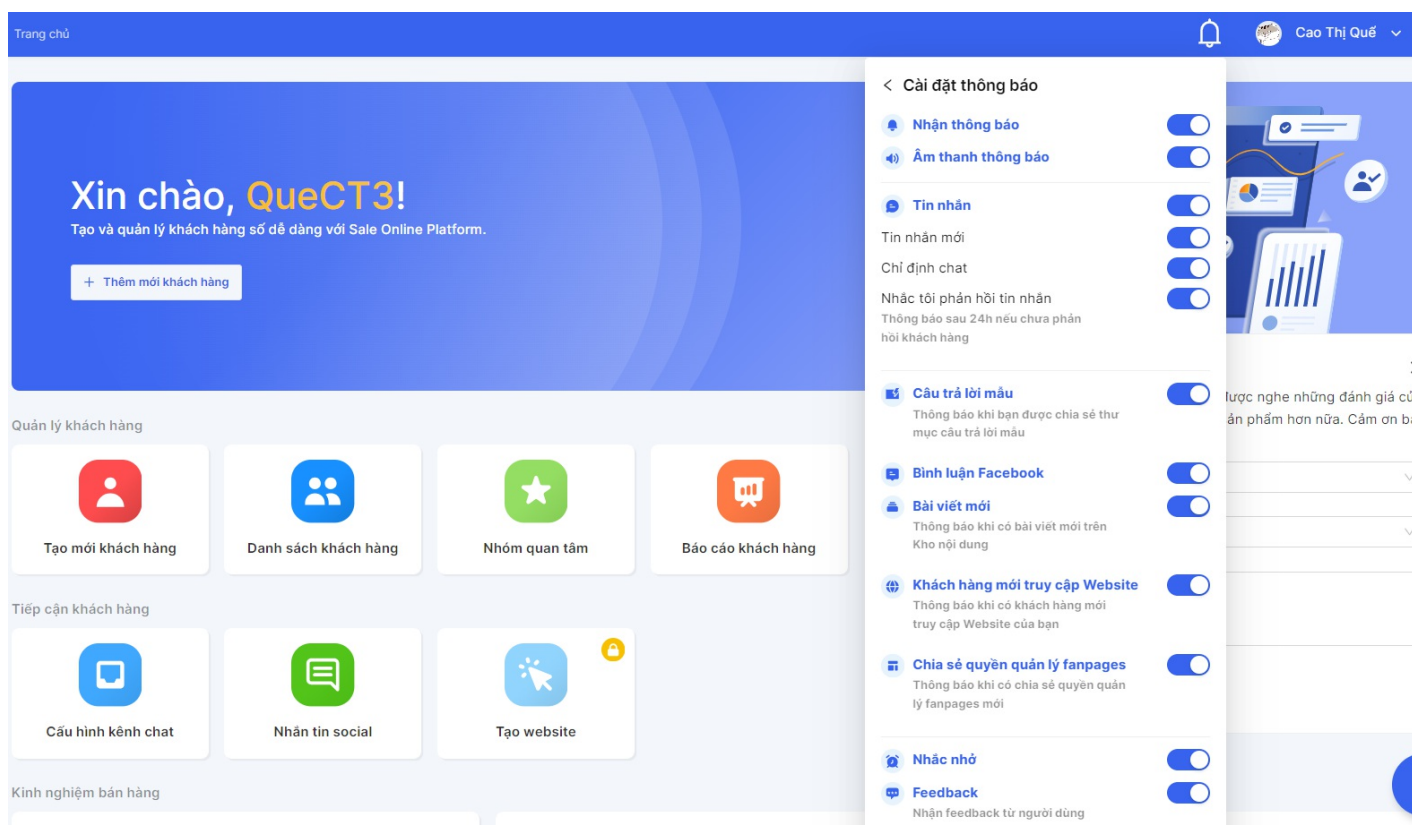 Trang chủ
Cao Thị Quế
Xin chào, QueCT3!
Tạo và quản lý khách hàng số dễ dàng với Sale Online Platform.
+ Thêm mới khách hàng
Cài đặt thông báo
Nhận thông báo
Âm thanh thông báo
Tin nhắn
Tin nhắn mới
Chỉ định chat
Nhắc tôi phản hồi tin nhắn
Thông báo sau 24h nếu chưa phản
hồi khách hàng
Câu trả lời mẫu
Thông báo khi bạn được chia sẻ thư
mục câu trả lời mẫu
Bình luận Facebook
Bài viết mới
Thông báo khi có bài viết mới trên
Kho nội dung
Khách hàng mới truy cập Website
Thông báo khi có khách hàng mới
truy cập Website của bạn
Chia sẻ quyền quản lý fanpages
Thông báo khi có chia sẻ quyền quản
lý fanpages mới
Nhắc nhở
Feedback
Nhận feedback từ người dùng
nghe những đánh giá
phẩm hơn nữa. Cảm ơn
Quản lý khách hàng
Tạo mới khách hàng
Danh sách khách hàng
Nhóm quan tâm
Báo cáo khách hàng
Tiếp cận khách hàng
Cấu hình kênh chat
Nhắn tin social
Tạo website
Kinh nghiệm bán hàng